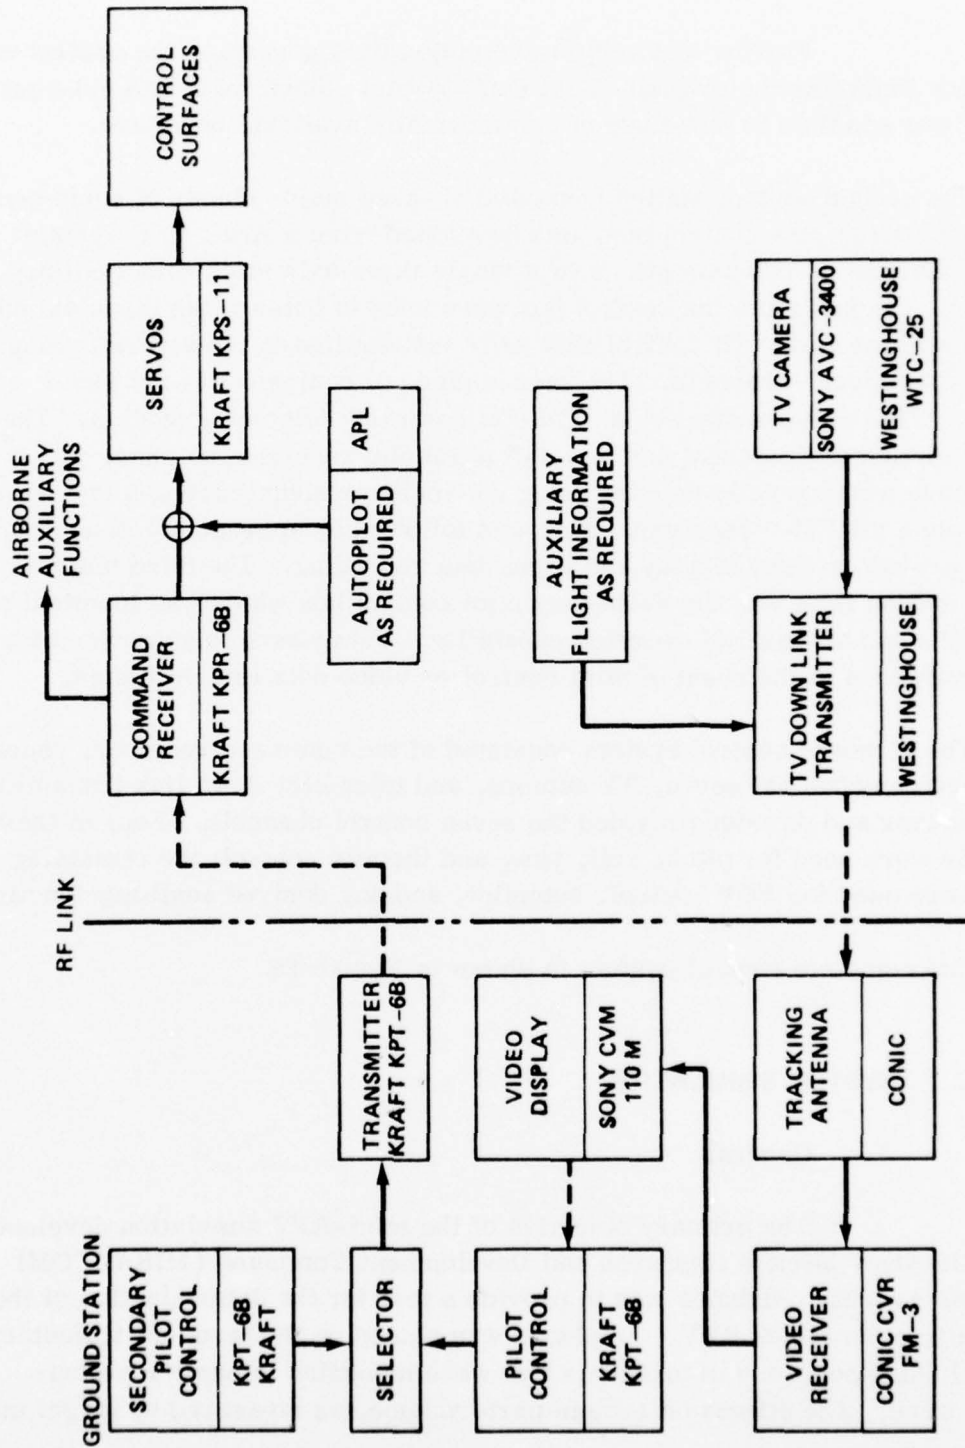 GROUND STATION
SECONDARY
PILOT
CONTROL
KPT-6B
KRAFT
SELECTOR
PILOT
CONTROL
KRAFT
KPT-6B
VIDEO
RECEIVER
CONIC CVR
FM-3
TRANSMITTER
KRAFT KPT-6B
VIDEO
DISPLAY
SONY CVM
110 M
TRACKING
ANTENNA
CONIC
RF LINK
AIRBORNE
AUXILIARY
FUNCTIONS
COMMAND
RECEIVER
KRAFT KPR-6B
AUTOPILOT
AS REQUIRED
APL
SERVOS
KRAFT KPS-11
CONTROL
SURFACES
AUXILIARY
FLIGHT INFORMATION
AS REQUIRED
TV DOWN LINK
TRANSMITTER
WESTINGHOUSE
TV CAMERA
SONY AVC-3400
WESTINGHOUSE
WTC-25